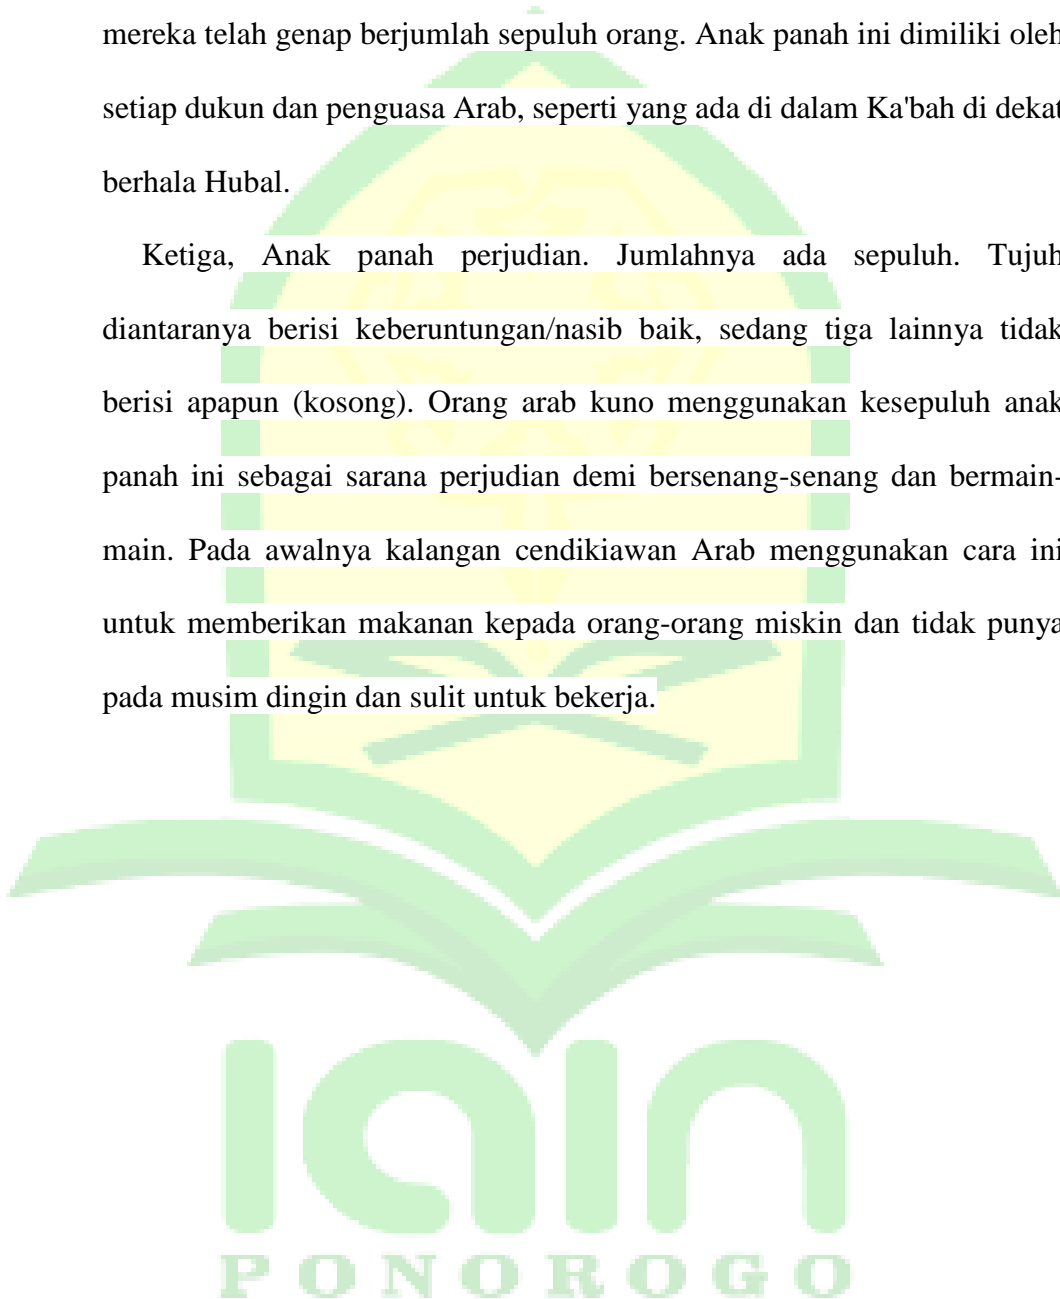 mereka telah genap berjumlah sepuluh orang. Anak panah ini dimiliki oleh
setiap dukun dan penguasa Arab, seperti yang ada di dalam Ka'bah di dekat
berhala Hubal.
Ketiga, Anak panah perjudian. Jumlahnya ada sepuluh. Tujuh
diantaranya berisi keberuntungan/nasib baik, sedang tiga lainnya tidak
berisi apapun (kosong). Orang arab kuno menggunakan kesepuluh anak
panah ini sebagai sarana perjudian demi bersenang-senang dan bermain-
main. Pada awalnya kalangan cendikiawan Arab menggunakan cara ini
untuk memberikan makanan kepada orang-orang miskin dan tidak punya
pada musim dingin dan sulit untuk bekerja.
iain
PONOROGO